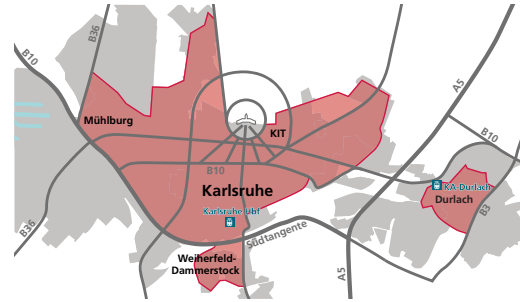 B36
B10
A5
Mühlburg
KIT
B10
B10
Karlsruhe
KA-Durlach
Durlach
Karlsruhe Hbf
B3
B36
Südtangente
Weiherfeld-
Dammerstock
A5